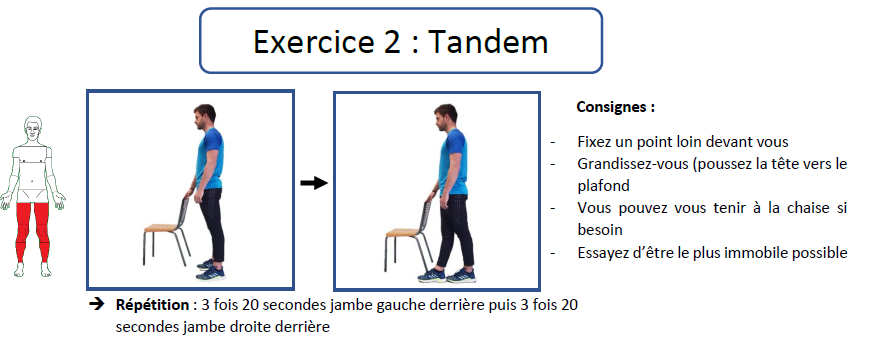 Exercice 2 : Tandem
Consignes :
- Fixez un point loin devant vous
- Grandissez-vous (poussez la tête vers le
plafond
- Vous pouvez vous tenir à la chaise si
besoin
- Essayez d’être le plus immobile possible
➔ Répétition : 3 fois 20 secondes jambe gauche derrière puis 3 fois 20
secondes jambe droite derrière